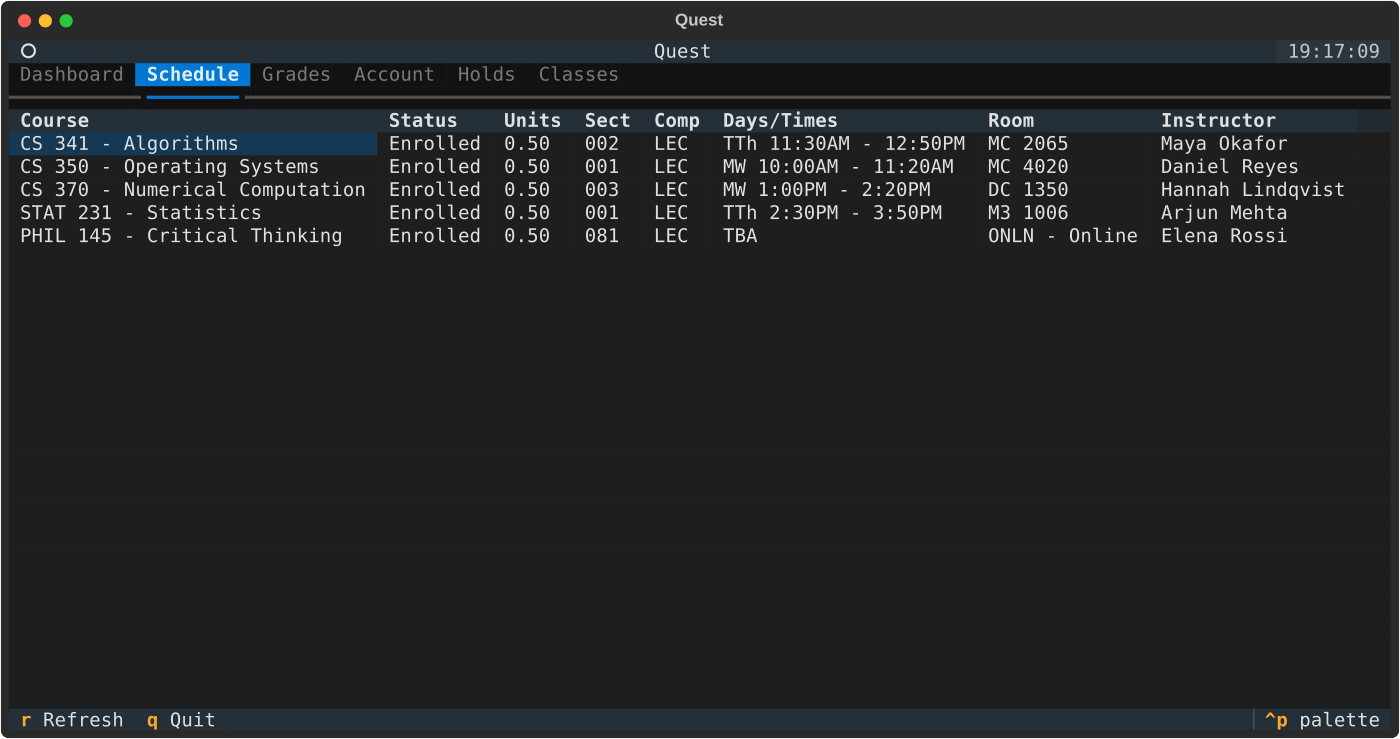 Quest
Quest 19:17:09
Dashboard Schedule Grades Account Holds Classes
Course Status Units Sect Comp Days/Times Room Instructor
CS 341 - Algorithms Enrolled 0.50 002 LEC TTh 11:30AM - 12:50PM MC 2065 Maya Okafor
CS 350 - Operating Systems Enrolled 0.50 001 LEC MW 10:00AM - 11:20AM MC 4020 Daniel Reyes
CS 370 - Numerical Computation Enrolled 0.50 003 LEC MW 1:00PM - 2:20PM DC 1350 Hannah Lindqvist
STAT 231 - Statistics Enrolled 0.50 001 LEC TTh 2:30PM - 3:50PM M3 1006 Arjun Mehta
PHIL 145 - Critical Thinking Enrolled 0.50 081 LEC TBA ONLN - Online Elena Rossi
r Refresh q Quit ^p palette